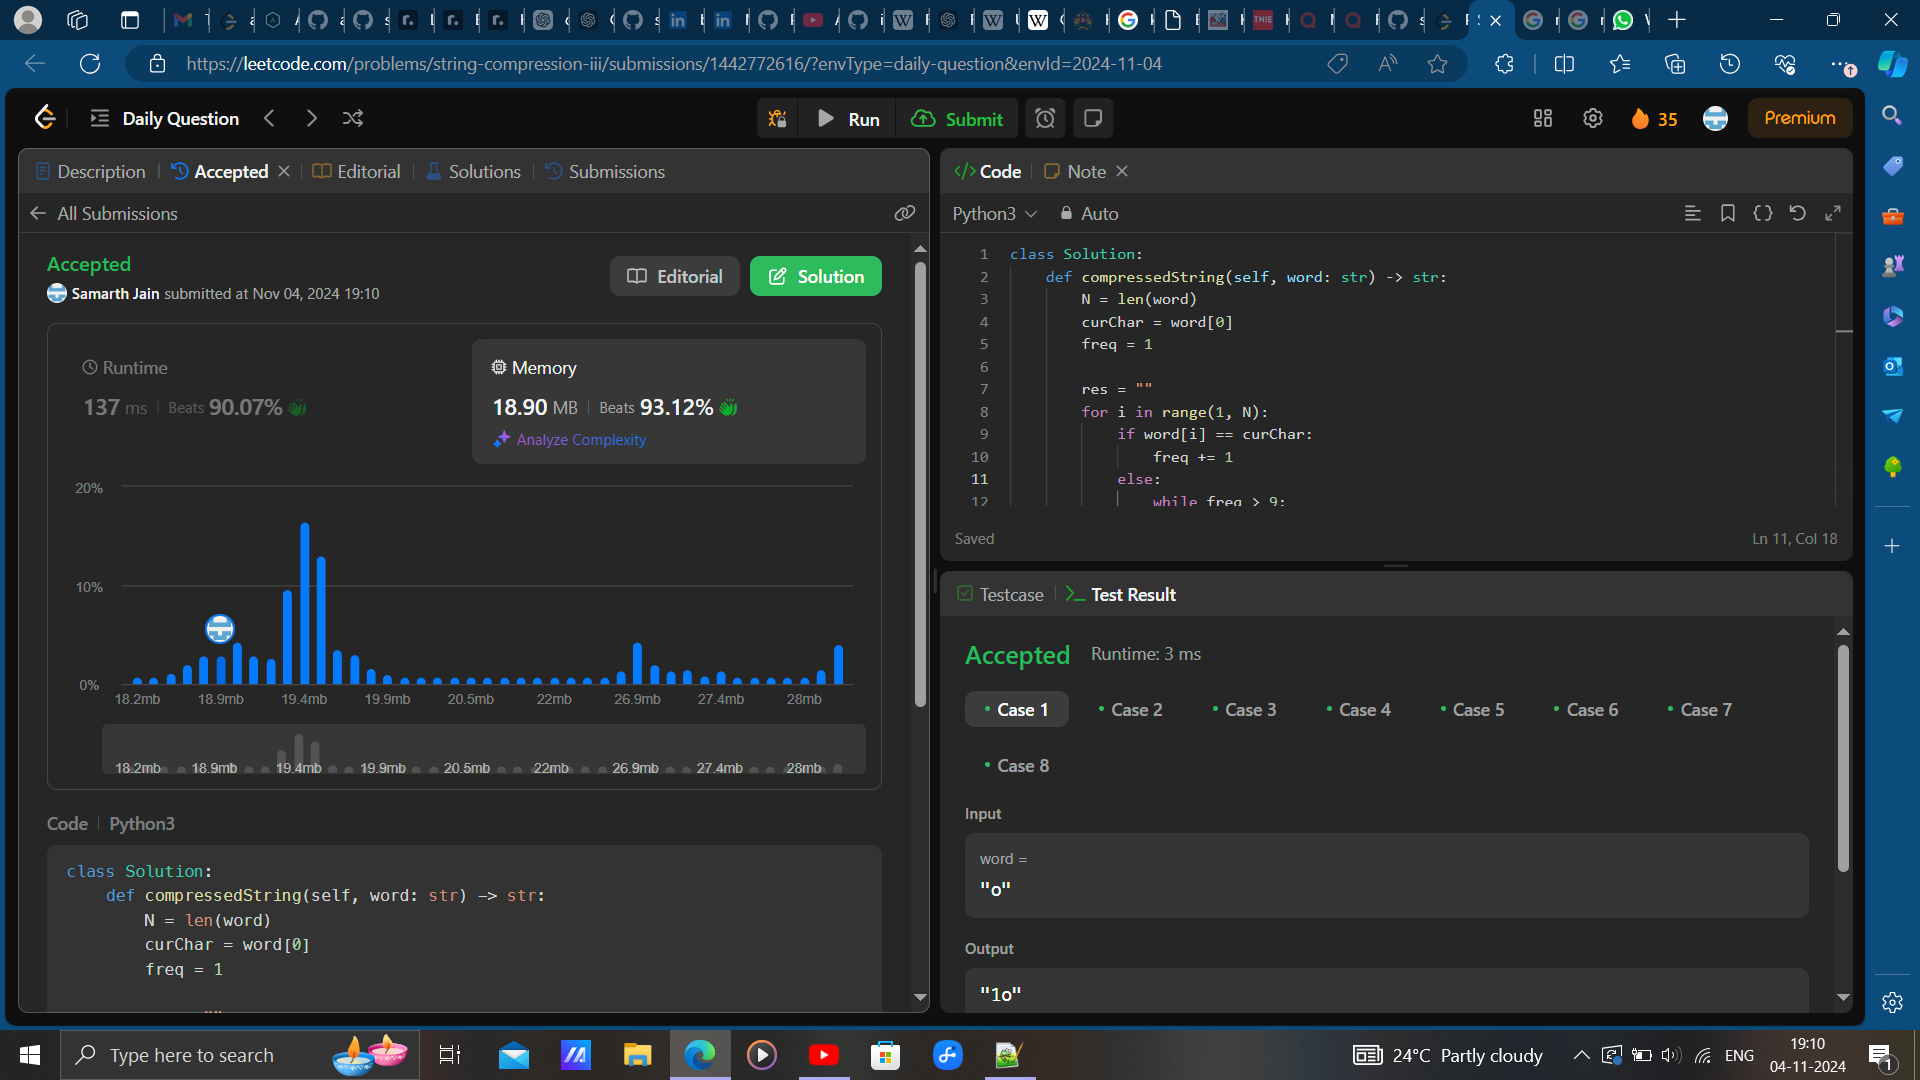 https://leetcode.com/problems/string-compression-iii/submissions/1442772616/?envType=daily-question&envId=2024-11-04
Daily Question
Run
Submit
35
Premium
Description
Accepted
Editorial
Solutions
Submissions
All Submissions
Accepted
Samarth Jain submitted at Nov 04, 2024 19:10
Editorial
Solution
Runtime
137 ms
Beats 90.07%
Memory
18.90 MB
Beats 93.12%
Analyze Complexity
20%
10%
0%
18.2mb 18.9mb 19.4mb 19.9mb 20.5mb 22mb 26.9mb 27.4mb 28mb
18.2mb 18.9mb 19.4mb 19.9mb 20.5mb 22mb 26.9mb 27.4mb 28mb
Code
Python3
class Solution:
def compressedString(self, word: str) -> str:
N = len(word)
curChar = word[0]
freq = 1
Code
Note
Python3
Auto
1 class Solution:
2 def compressedString(self, word: str) -> str:
3 N = len(word)
4 curChar = word[0]
5 freq = 1
6
7 res = ""
8 for i in range(1, N):
9 if word[i] == curChar:
10 freq += 1
11 else:
12 while freq > 9:
Saved
Ln 11, Col 18
Testcase
Test Result
Accepted
Runtime: 3 ms
Case 1
Case 2
Case 3
Case 4
Case 5
Case 6
Case 7
Case 8
Input
word =
"o"
Output
"1o"
Type here to search
24°C Partly cloudy
ENG
19:10
04-11-2024
1